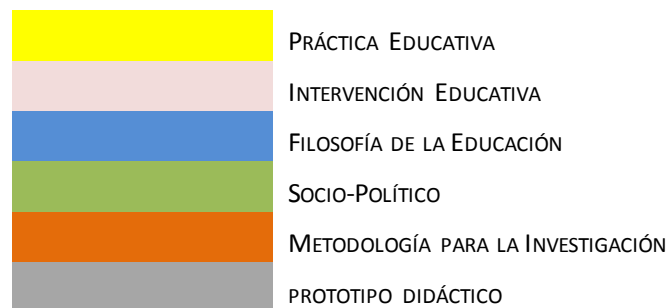 Práctica Educativa
Intervención Educativa
Filosofía de la Educación
Socio-Político
Metodología para la Investigación
prototipo didáctico